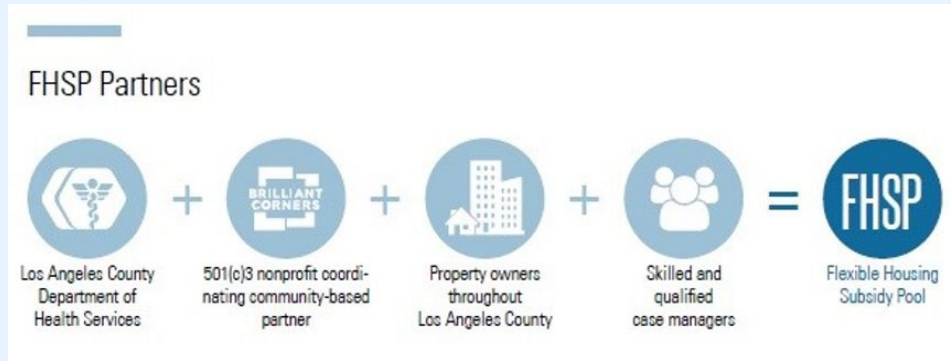 FHSP Partners
BRILLIANT
CORNERS
+
+
+
=
FHSP
Los Angeles County
Department of
Health Services
501(c)3 nonprofit coordi-
nating community-based
partner
Property owners
throughout
Los Angeles County
Skilled and
qualified
case managers
Flexible Housing
Subsidy Pool